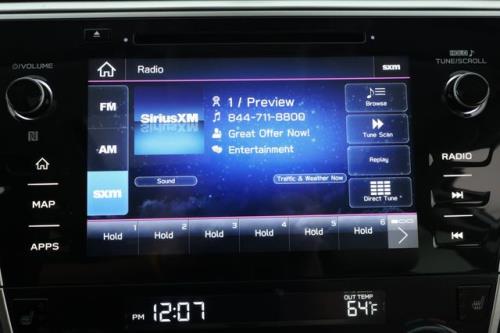 VOLUME
HOLD
TUNE/SCROLL
Radio
sxm
FM
AM
sxm
SiriusXM
1 / Preview
844-711-8800
Great Offer Now!
Entertainment
Sound
Traffic & Weather Now
Browse
Tune Scan
Replay
Direct Tune
1 2 3 4 5 6
Hold Hold Hold Hold Hold Hold
MAP
APPS
RADIO
PM 12:07
OUT TEMP
64°F